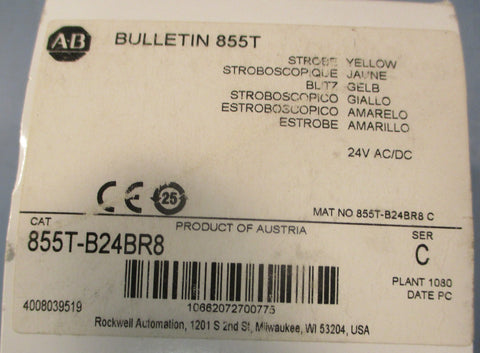 A-B BULLETIN 855T
STROBE YELLOW
STROBOSCOPIQUE JAUNE
BLITZ GELB
STROBOSCOPICO GIALLO
ESTROBOSCOPICO AMARELO
ESTROBE AMARILLO
24V AC/DC
CE 25
MAT NO 855T-B24BR8 C
CAT PRODUCT OF AUSTRIA SER
855T-B24BR8 C
PLANT 1080
DATE PC
4008039519 10662072700775
Rockwell Automation, 1201 S 2nd St, Milwaukee, WI 53204, USA